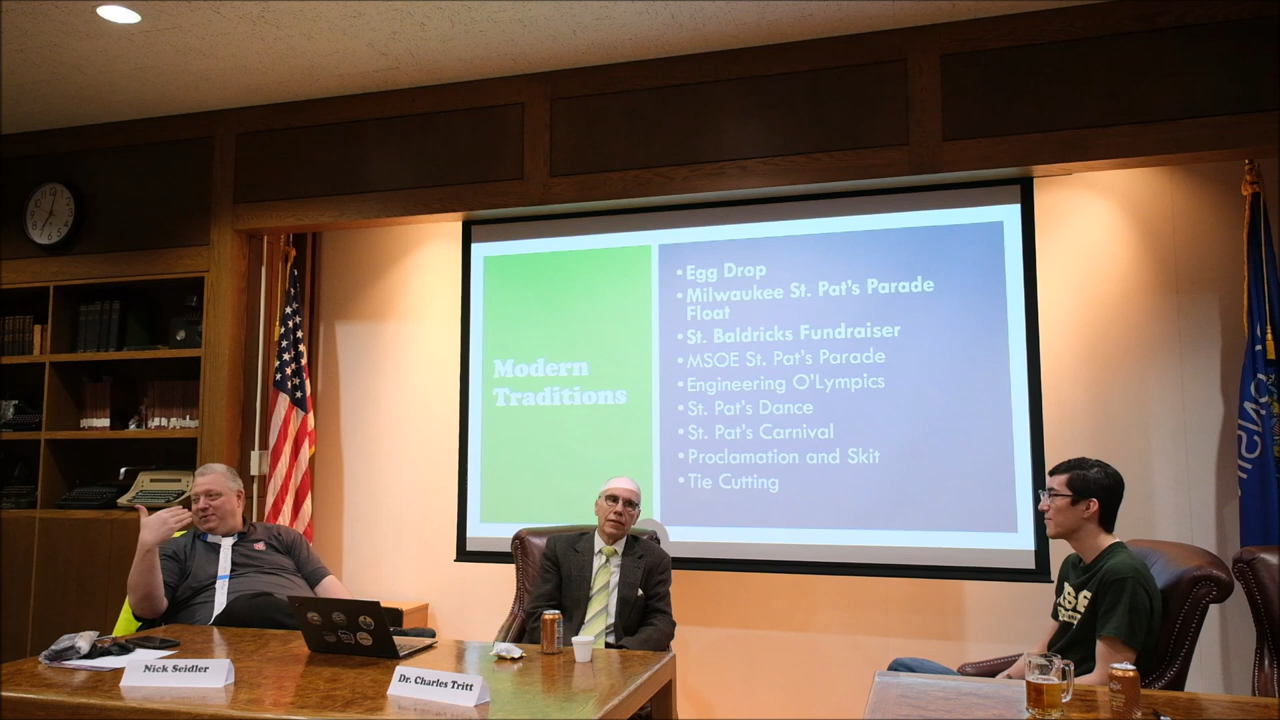 Modern
Traditions
• Egg Drop
• Milwaukee St. Pat's Parade
Float
• St. Baldricks Fundraiser
• MSOE St. Pat's Parade
• Engineering O'Lympics
• St. Pat's Dance
• St. Pat's Carnival
• Proclamation and Skit
• Tie Cutting
Nick Seidler
Dr. Charles Tritt